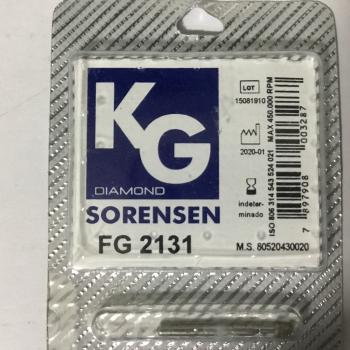 KG
DIAMOND
SORENSEN
FG 2131
LOT
15081910
2020-01
indeter-
minado
M.S. 80520430020
ISO 806 314 543 524 021 MAX.450.000 RPM
7 897908 003287